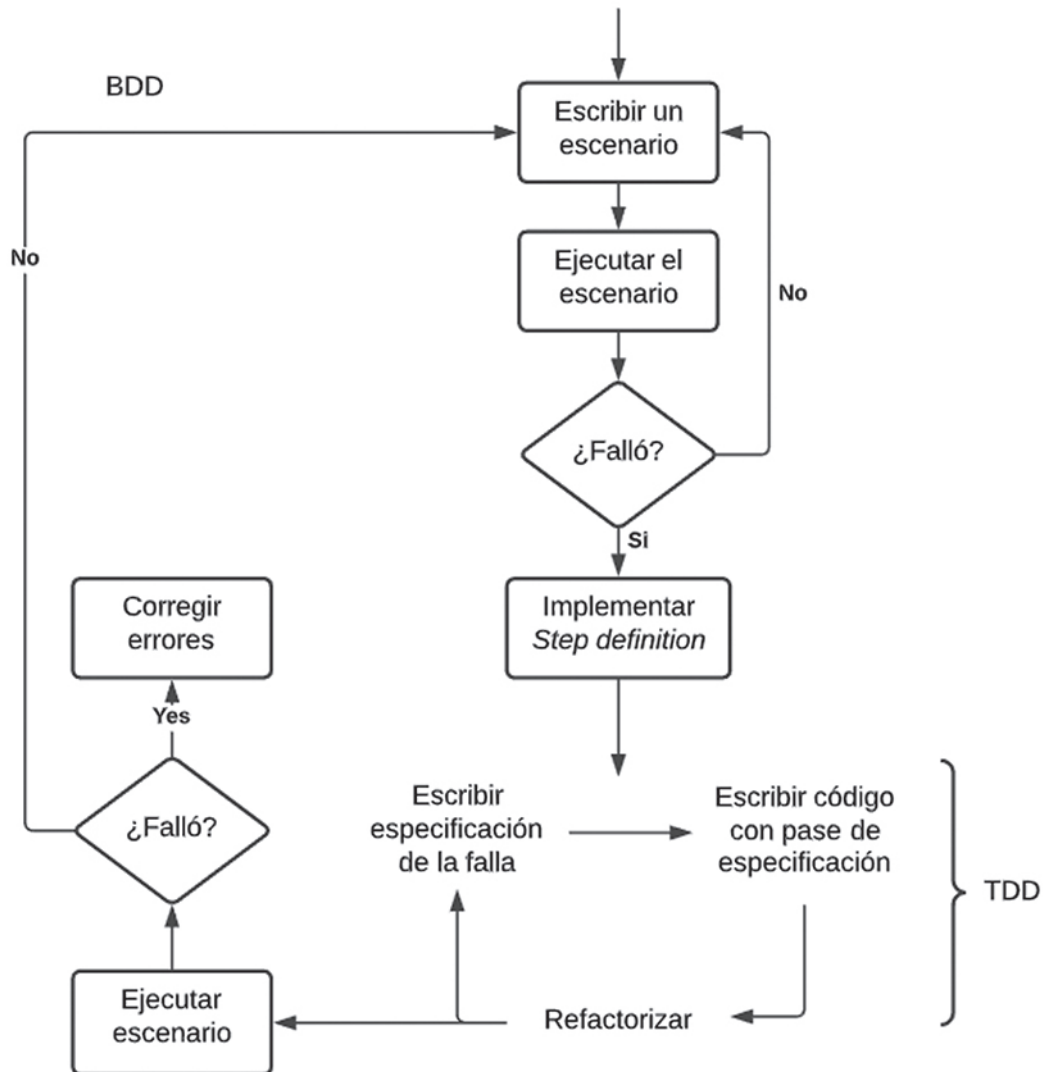 BDD
Escribir un
escenario
No
Ejecutar el
escenario
No
¿Falló?
Si
Implementar
Step definition
Corregir
errores
Yes
¿Falló?
Escribir
especificación
de la falla
Escribir código
con pase de
especificación
TDD
Ejecutar
escenario
Refactorizar